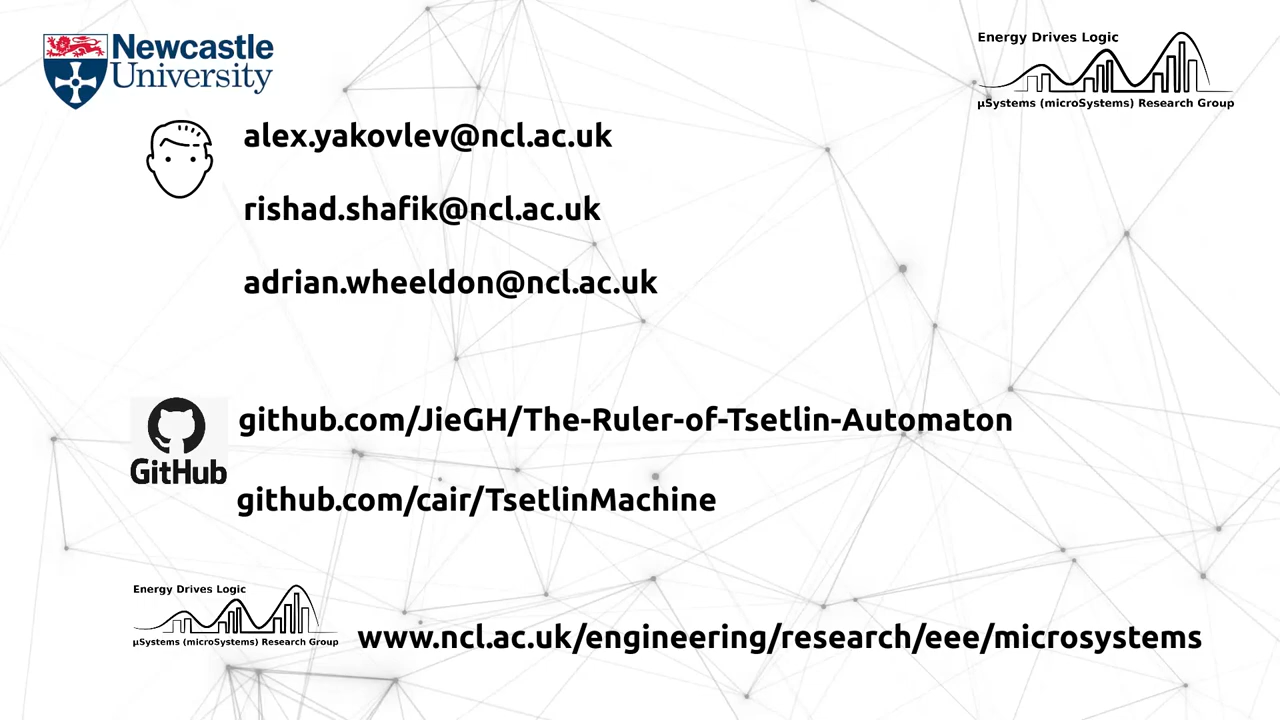 Newcastle
University
Energy Drives Logic
µSystems (microSystems) Research Group
alex.yakovlev@ncl.ac.uk
rishad.shafik@ncl.ac.uk
adrian.wheeldon@ncl.ac.uk
github.com/JieGH/The-Ruler-of-Tsetlin-Automaton
GitHub
github.com/cair/TsetlinMachine
Energy Drives Logic
µSystems (microSystems) Research Group
www.ncl.ac.uk/engineering/research/eee/microsystems